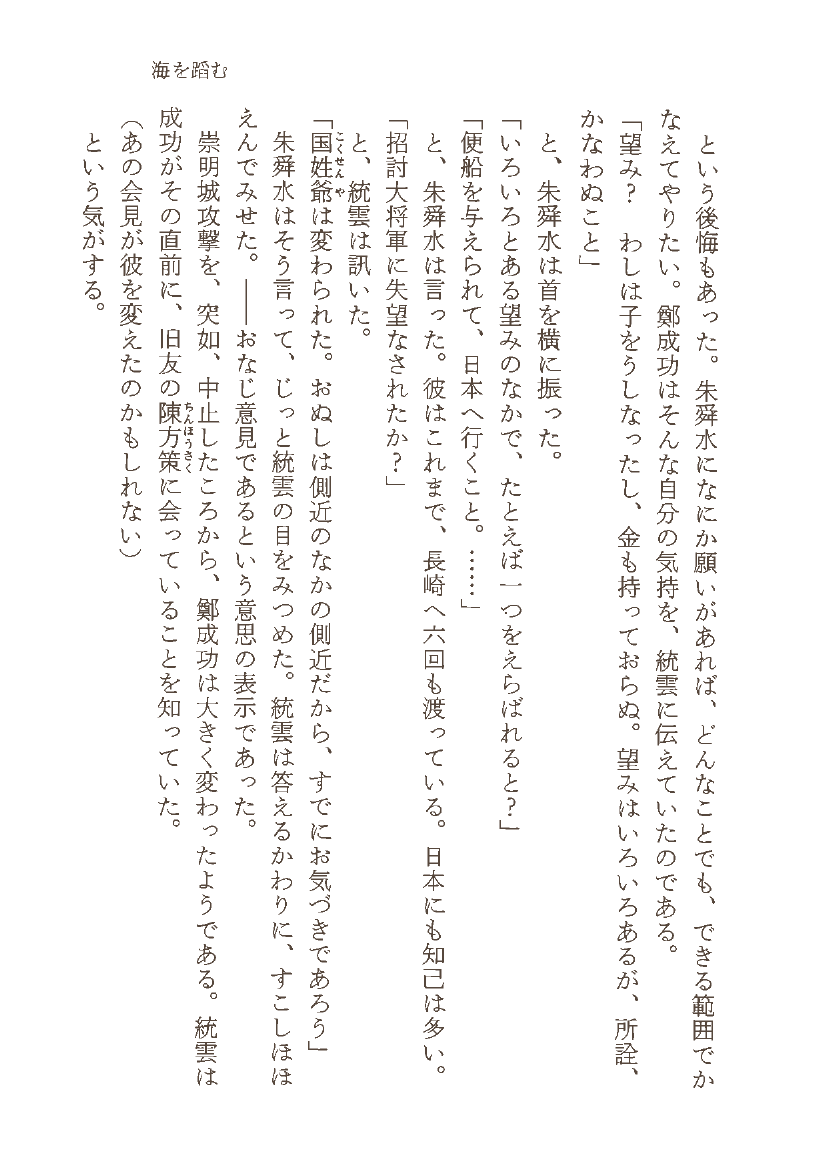 海を蹈む
という後悔もあった。朱舜水になにか願いがあれば、どんなことでも、できる範囲でか
なえてやりたい。鄭成功はそんな自分の気持を、統雲に伝えていたのである。
「望み？　わしは子をうしなったし、金も持っておらぬ。望みはいろいろあるが、所詮、
かなわぬこと」
と、朱舜水は首を横に振った。
「いろいろとある望みのなかで、たとえば一つをえらばれると？」
「便船を与えられて、日本へ行くこと。……」
と、朱舜水は言った。彼はこれまで、長崎へ六回も渡っている。日本にも知己は多い。
「招討大将軍に失望なされたか？」
と、統雲は訊いた。
「国姓爺は変わられた。おぬしは側近のなかの側近だから、すでにお気づきであろう」
こくせんや
朱舜水はそう言って、じっと統雲の目をみつめた。統雲は答えるかわりに、すこしほほ
えんでみせた。――おなじ意見であるという意思の表示であった。
崇明城攻撃を、突如、中止したころから、鄭成功は大きく変わったようである。統雲は
成功がその直前に、旧友の陳方策に会っていることを知っていた。
ちんほうさく
（あの会見が彼を変えたのかもしれない）
という気がする。